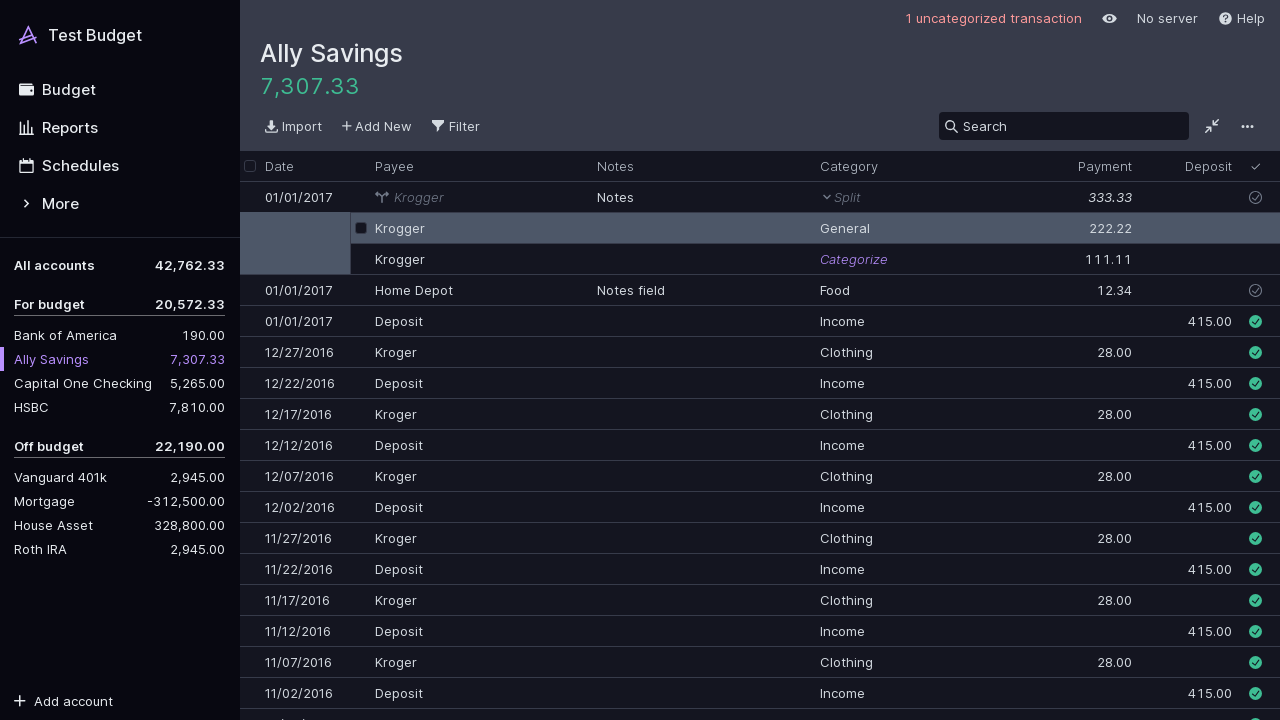 Test Budget
Budget
Reports
Schedules
More
All accounts 42,762.33
For budget 20,572.33
Bank of America 190.00
Ally Savings 7,307.33
Capital One Checking 5,265.00
HSBC 7,810.00
Off budget 22,190.00
Vanguard 401k 2,945.00
Mortgage -312,500.00
House Asset 328,800.00
Roth IRA 2,945.00
Add account
1 uncategorized transaction No server Help
Ally Savings
7,307.33
Import Add New Filter Search
Date Payee Notes Category Payment Deposit
01/01/2017 Krogger Notes Split 333.33
Krogger General 222.22
Krogger Categorize 111.11
01/01/2017 Home Depot Notes field Food 12.34
01/01/2017 Deposit Income 415.00
12/27/2016 Kroger Clothing 28.00
12/22/2016 Deposit Income 415.00
12/17/2016 Kroger Clothing 28.00
12/12/2016 Deposit Income 415.00
12/07/2016 Kroger Clothing 28.00
12/02/2016 Deposit Income 415.00
11/27/2016 Kroger Clothing 28.00
11/22/2016 Deposit Income 415.00
11/17/2016 Kroger Clothing 28.00
11/12/2016 Deposit Income 415.00
11/07/2016 Kroger Clothing 28.00
11/02/2016 Deposit Income 415.00